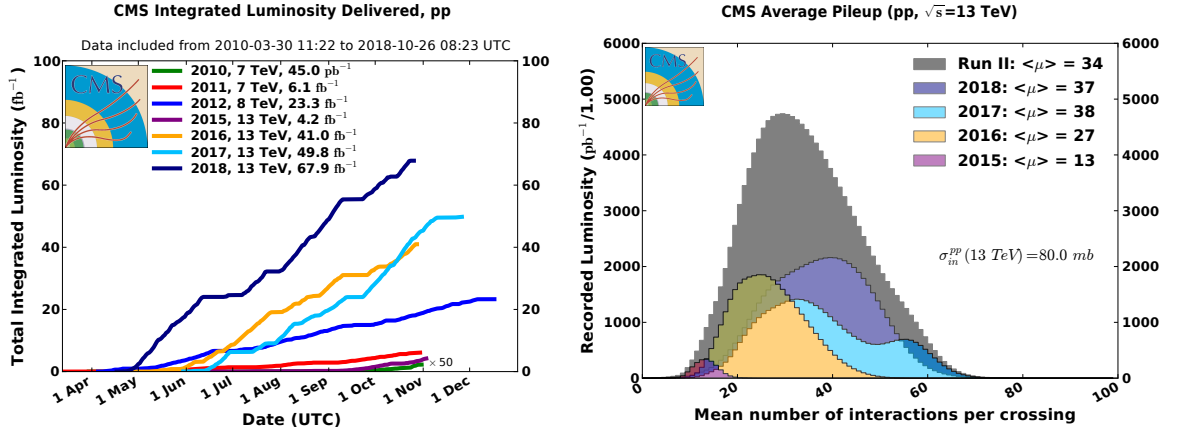 CMS Integrated Luminosity Delivered, pp
Data included from 2010-03-30 11:22 to 2018-10-26 08:23 UTC
CMS
2010, 7 TeV, 45.0 pb⁻¹
2011, 7 TeV, 6.1 fb⁻¹
2012, 8 TeV, 23.3 fb⁻¹
2015, 13 TeV, 4.2 fb⁻¹
2016, 13 TeV, 41.0 fb⁻¹
2017, 13 TeV, 49.8 fb⁻¹
2018, 13 TeV, 67.9 fb⁻¹
Total Integrated Luminosity (fb⁻¹)
100
80
60
40
20
0
100
80
60
40
20
0
× 50
1 Apr
1 May
1 Jun
1 Jul
1 Aug
1 Sep
1 Oct
1 Nov
1 Dec
Date (UTC)
CMS Average Pileup (pp, √s=13 TeV)
CMS
Run II: <μ> = 34
2018: <μ> = 37
2017: <μ> = 38
2016: <μ> = 27
2015: <μ> = 13
σᵢₙᵖᵖ(13 TeV)=80.0 mb
Recorded Luminosity (pb⁻¹/1.00)
6000
5000
4000
3000
2000
1000
0
6000
5000
4000
3000
2000
1000
0
0
20
40
60
80
100
Mean number of interactions per crossing